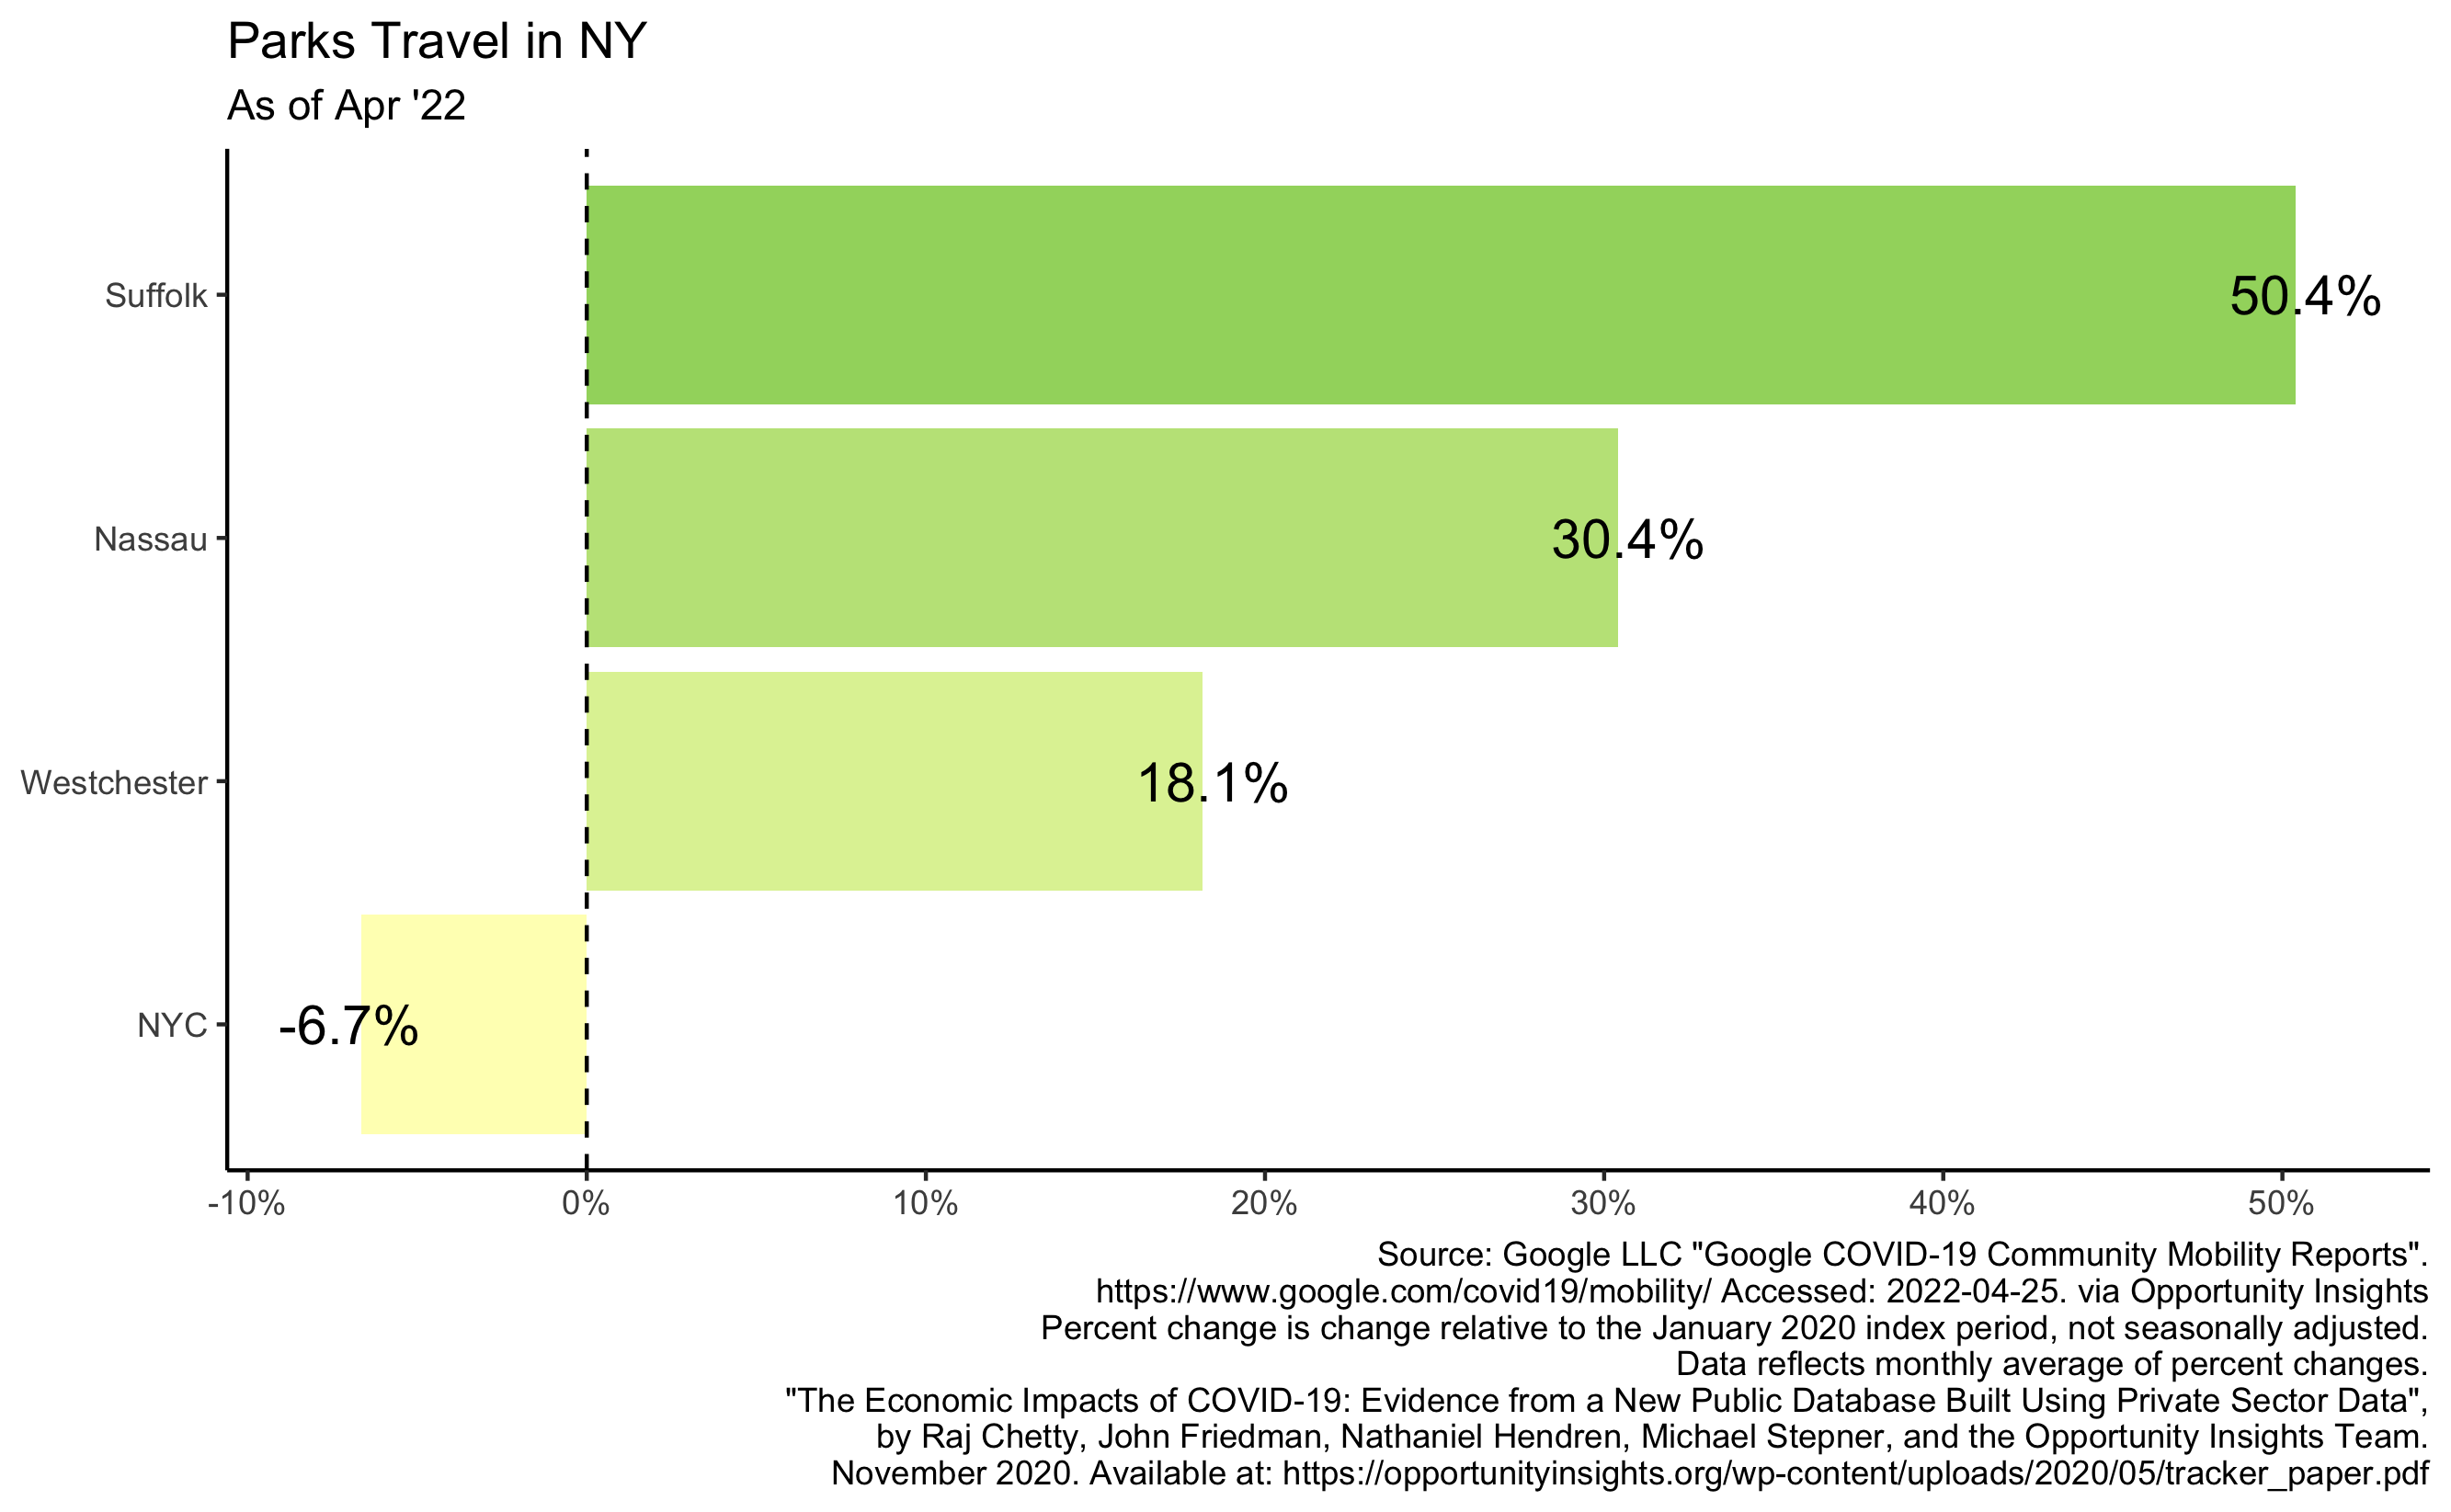 Parks Travel in NY
As of Apr '22
Suffolk
50.4%
Nassau
30.4%
Westchester
18.1%
NYC
-6.7%
-10% 0% 10% 20% 30% 40% 50%
Source: Google LLC "Google COVID-19 Community Mobility Reports".
https://www.google.com/covid19/mobility/ Accessed: 2022-04-25. via Opportunity Insights
Percent change is change relative to the January 2020 index period, not seasonally adjusted.
Data reflects monthly average of percent changes.
"The Economic Impacts of COVID-19: Evidence from a New Public Database Built Using Private Sector Data",
by Raj Chetty, John Friedman, Nathaniel Hendren, Michael Stepner, and the Opportunity Insights Team.
November 2020. Available at: https://opportunityinsights.org/wp-content/uploads/2020/05/tracker_paper.pdf